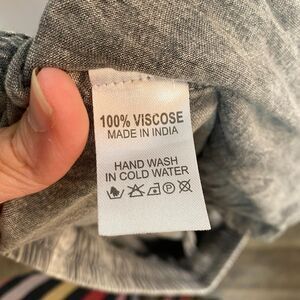 100% VISCOSE
MADE IN INDIA
HAND WASH
IN COLD WATER